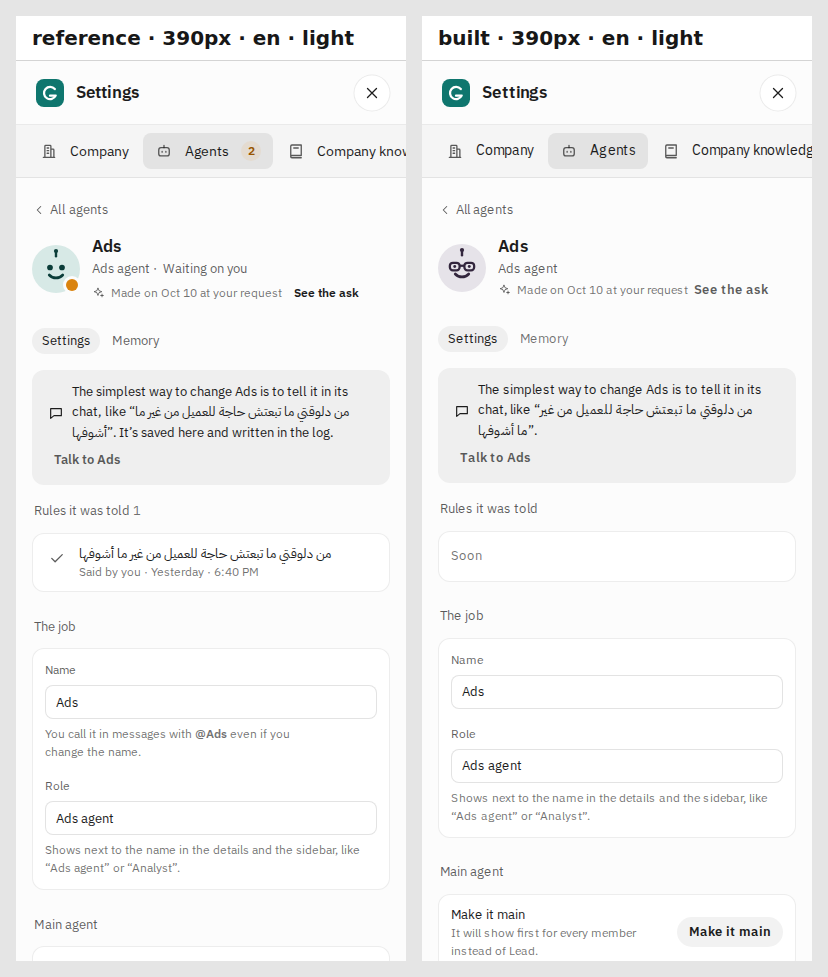 reference · 390px · en · light
Settings
Company
Agents
2
Company know
All agents
Ads
Ads agent · Waiting on you
Made on Oct 10 at your request See the ask
Settings
Memory
The simplest way to change Ads is to tell it in its
chat, like “من دلوقتي ما تبعتش حاجة للعميل من غير ما
أشوفها”. It’s saved here and written in the log.
Talk to Ads
Rules it was told 1
من دلوقتي ما تبعتش حاجة للعميل من غير ما أشوفها
Said by you · Yesterday · 6:40 PM
The job
Name
Ads
You call it in messages with @Ads even if you
change the name.
Role
Ads agent
Shows next to the name in the details and the sidebar, like
“Ads agent” or “Analyst”.
Main agent
built · 390px · en · light
Settings
Company
Agents
Company knowledg
All agents
Ads
Ads agent
Made on Oct 10 at your request See the ask
Settings
Memory
The simplest way to change Ads is to tell it in its
chat, like “من دلوقتي ما تبعتش حاجة للعميل من غير
ما أشوفها”.
Talk to Ads
Rules it was told
Soon
The job
Name
Ads
Role
Ads agent
Shows next to the name in the details and the sidebar, like
“Ads agent” or “Analyst”.
Main agent
Make it main
It will show first for every member
instead of Lead.
Make it main